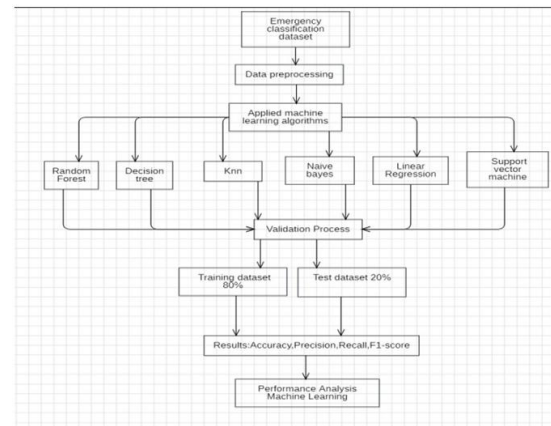 Emergency
classification
dataset
Data preprocessing
Applied machine
learning algorithms
Random
Forest
Decision
tree
Knn
Naive
bayes
Linear
Regression
Support
vector
machine
Validation Process
Training dataset
80%
Test dataset 20%
Results:Accuracy,Precision,Recall,F1-score
Performance Analysis
Machine Learning